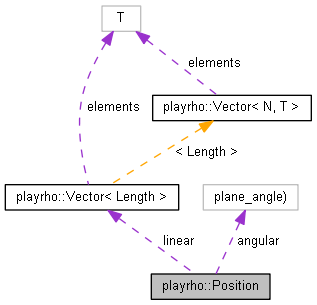 T
elements
playrho::Vector< N, T >
elements
< Length >
playrho::Vector< Length >
plane_angle)
linear
angular
playrho::Position